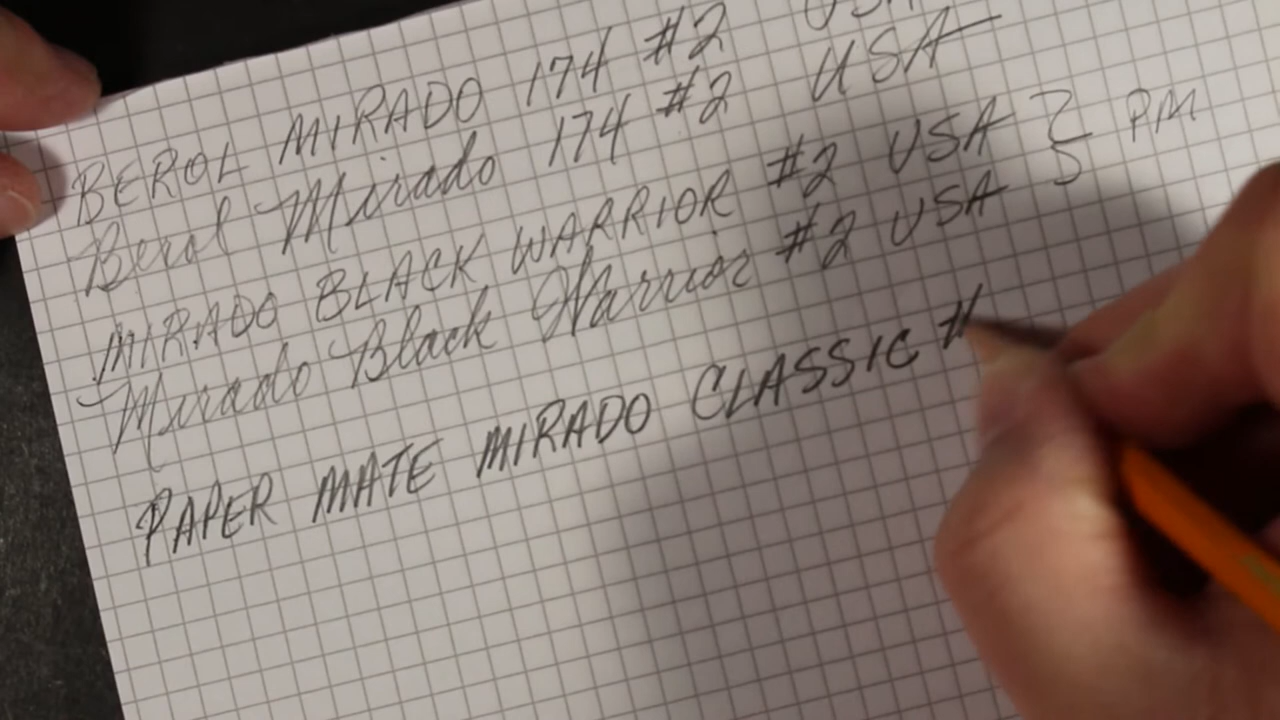 BEROL MIRADO 174 #2 USA
Berol Mirado 174 #2 USA
MIRADO BLACK WARRIOR #2 USA } PM
Mirado Black Warrior #2 USA
PAPER MATE MIRADO CLASSIC #